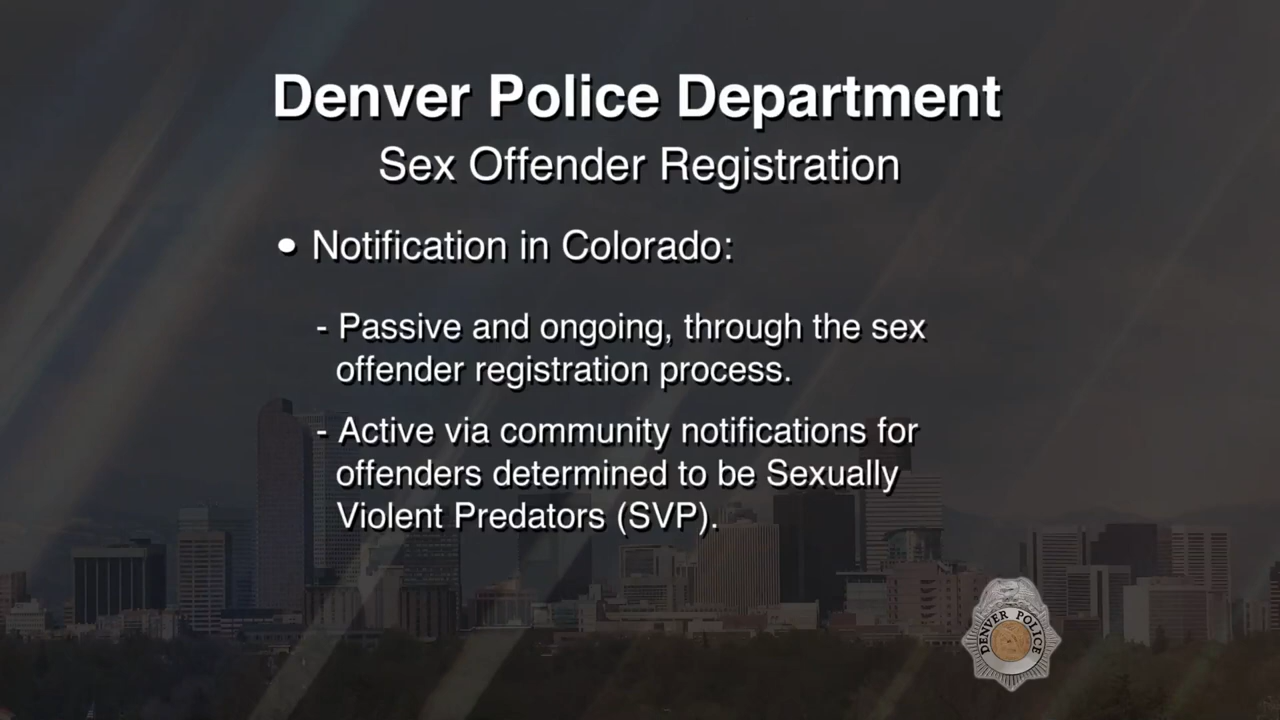 Denver Police Department
Sex Offender Registration
• Notification in Colorado:
- Passive and ongoing, through the sex
offender registration process.
- Active via community notifications for
offenders determined to be Sexually
Violent Predators (SVP).
DENVER POLICE